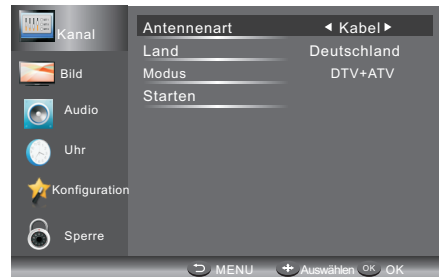 Kanal
Bild
Audio
Uhr
Konfiguration
Sperre
Antennenart Kabel
Land Deutschland
Modus DTV+ATV
Starten
MENU Auswählen OK OK